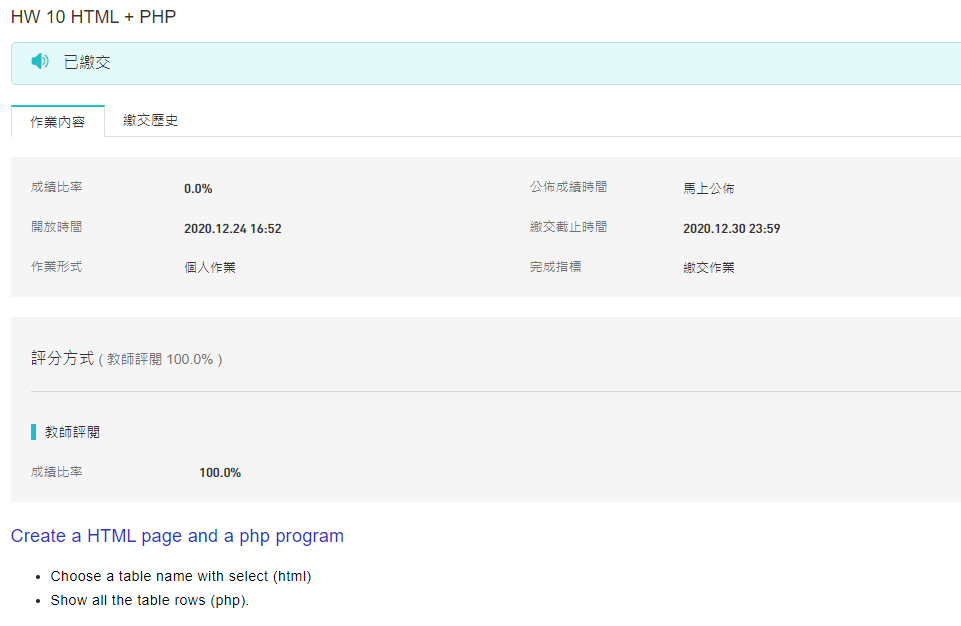 HW 10 HTML + PHP
已繳交
作業內容 繳交歷史
成績比率 0.0% 公佈成績時間 馬上公佈
開放時間 2020.12.24 16:52 繳交截止時間 2020.12.30 23:59
作業形式 個人作業 完成指標 繳交作業
評分方式 ( 教師評閱 100.0% )
教師評閱
成績比率 100.0%
Create a HTML page and a php program
• Choose a table name with select (html)
• Show all the table rows (php).